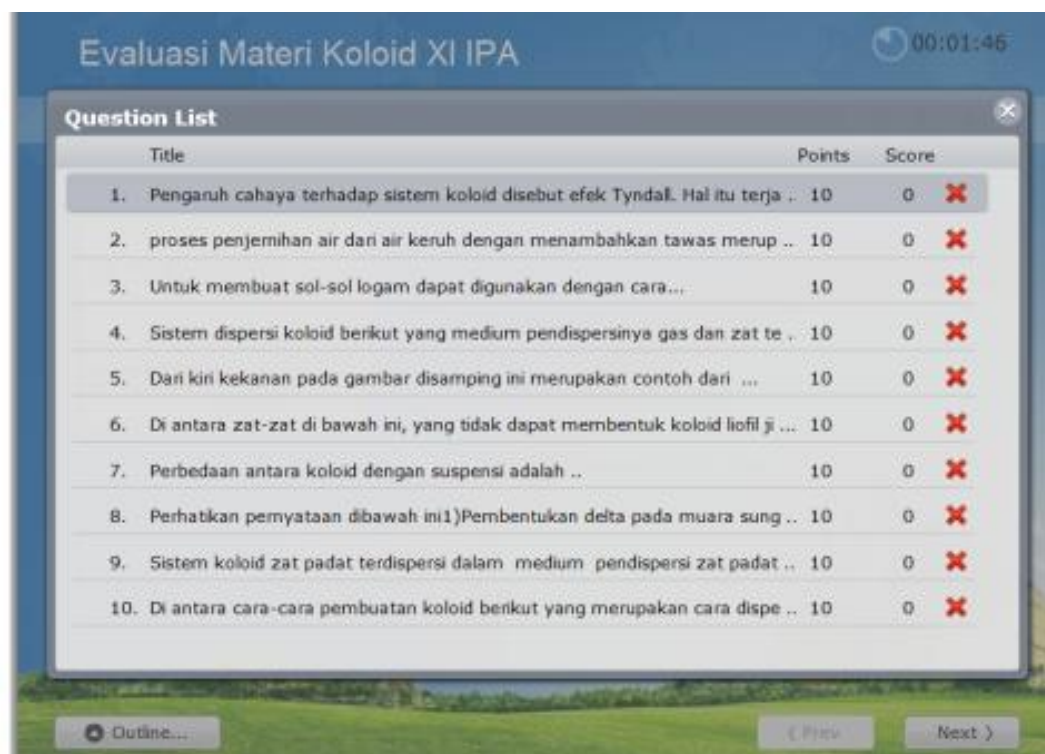 Evaluasi Materi Koloid XI IPA
00:01:46
Question List
Title Points Score
1. Pengaruh cahaya terhadap sistem koloid disebut efek Tyndall. Hal itu terja .. 10 0
2. proses penjernihan air dari air keruh dengan menambahkan tawas merup .. 10 0
3. Untuk membuat sol-sol logam dapat digunakan dengan cara... 10 0
4. Sistem dispersi koloid berikut yang medium pendispersinya gas dan zat te . 10 0
5. Dari kiri kekanan pada gambar disamping ini merupakan contoh dari ... 10 0
6. Di antara zat-zat di bawah ini, yang tidak dapat membentuk koloid liofil ji ... 10 0
7. Perbedaan antara koloid dengan suspensi adalah .. 10 0
8. Perhatikan pernyataan dibawah ini1)Pembentukan delta pada muara sung .. 10 0
9. Sistem koloid zat padat terdispersi dalam medium pendispersi zat padat .. 10 0
10. Di antara cara-cara pembuatan koloid berikut yang merupakan cara dispe .. 10 0
Outline... 〈 Prev Next 〉